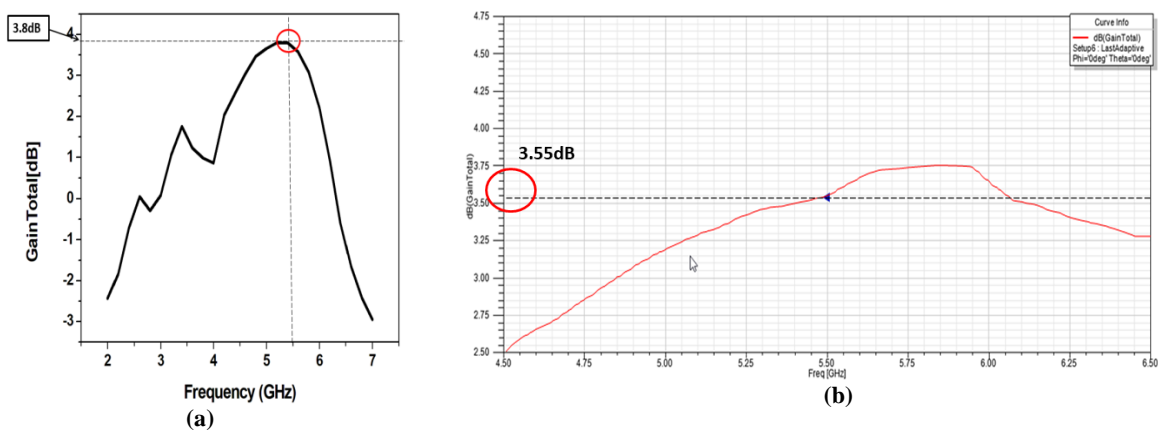 3.8dB
4
3
2
1
0
-1
-2
-3
GainTotal[dB]
2 3 4 5 6 7
Frequency (GHz)
(a)
4.75
4.50
4.25
4.00
3.75
3.50
3.25
3.00
2.75
2.50
dB(GainTotal)
3.55dB
Curve Info
dB(GainTotal)
Setup6 : LastAdaptive
Phi='0deg' Theta='0deg'
4.50 4.75 5.00 5.25 5.50 5.75 6.00 6.25 6.50
Freq [GHz]
(b)